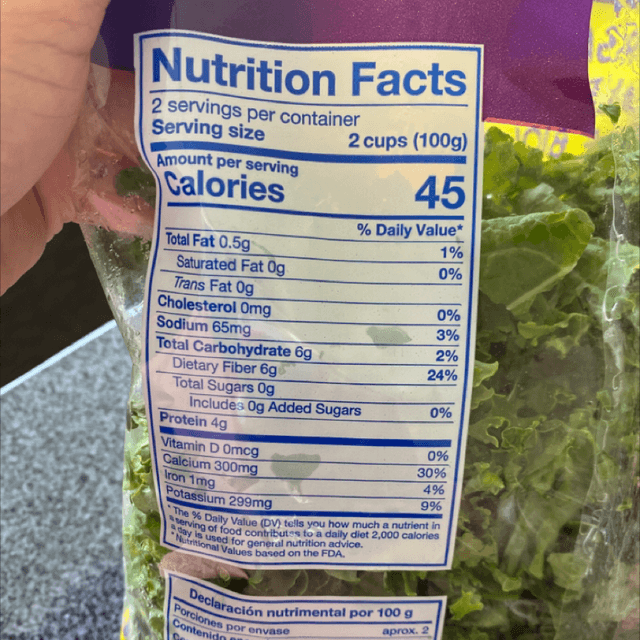 Nutrition Facts
2 servings per container
Serving size 2 cups (100g)
Amount per serving
Calories 45
% Daily Value*
Total Fat 0.5g 1%
Saturated Fat 0g 0%
Trans Fat 0g
Cholesterol 0mg 0%
Sodium 65mg 3%
Total Carbohydrate 6g 2%
Dietary Fiber 6g 24%
Total Sugars 0g
Includes 0g Added Sugars 0%
Protein 4g
Vitamin D 0mcg 0%
Calcium 300mg 30%
Iron 1mg 4%
Potassium 299mg 9%
* The % Daily Value (DV) tells you how much a nutrient in
a serving of food contributes to a daily diet 2,000 calories
a day is used for general nutrition advice.
* Nutritional Values based on the FDA.
Declaración nutrimental por 100 g
Porciones por envase aprox. 2
Contenido